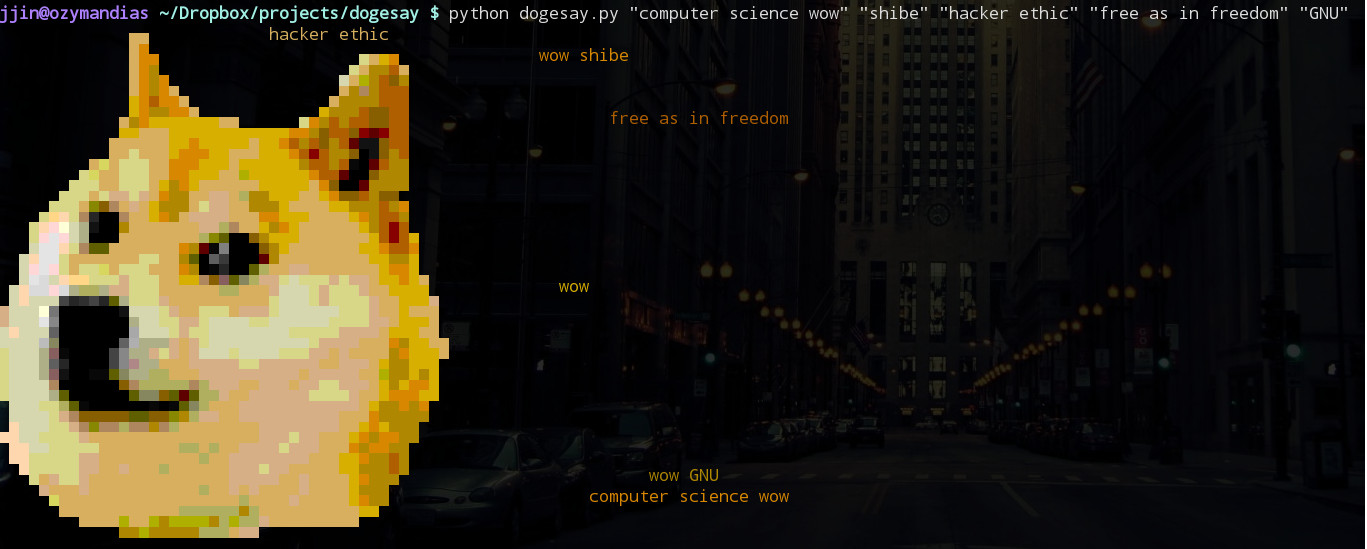 jjin@ozymandias ~/Dropbox/projects/dogesay $ python dogesay.py "computer science wow" "shibe" "hacker ethic" "free as in freedom" "GNU"
hacker ethic
wow shibe
free as in freedom
wow
wow GNU
computer science wow